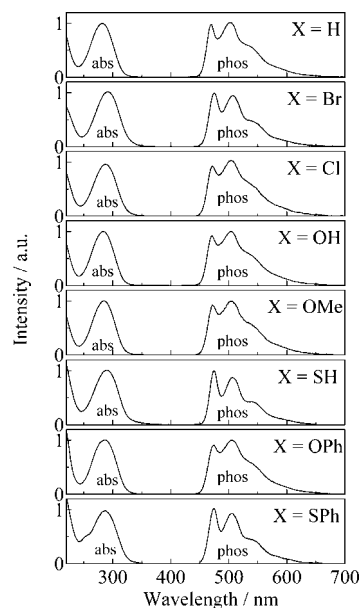 Intensity / a.u.
1
0
abs
phos
X = H
1
0
abs
phos
X = Br
1
0
abs
phos
X = Cl
1
0
abs
phos
X = OH
1
0
abs
phos
X = OMe
1
0
abs
phos
X = SH
1
0
abs
phos
X = OPh
1
0
abs
phos
X = SPh
300 400 500 600 700
Wavelength / nm